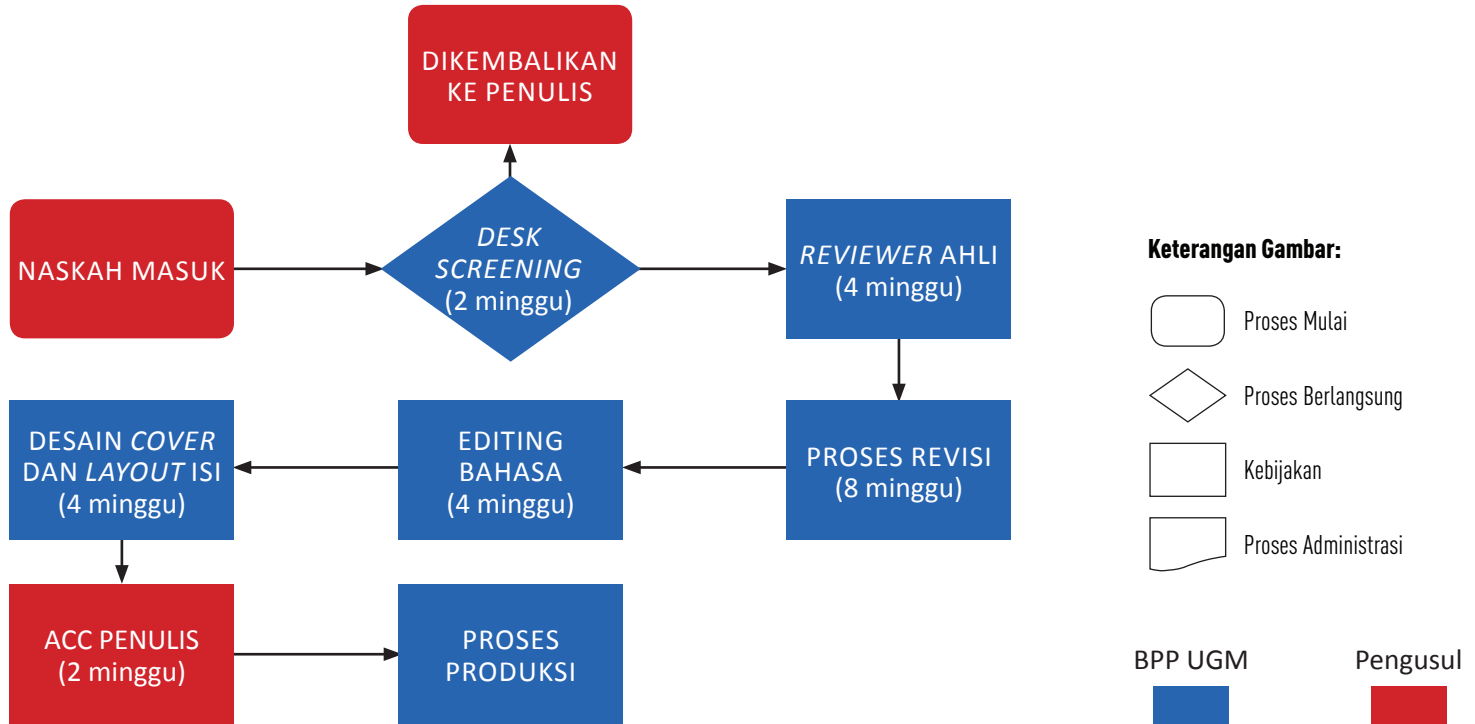 DIKEMBALIKAN
KE PENULIS
NASKAH MASUK
DESK
SCREENING
(2 minggu)
REVIEWER AHLI
(4 minggu)
PROSES REVISI
(8 minggu)
EDITING
BAHASA
(4 minggu)
DESAIN COVER
DAN LAYOUT ISI
(4 minggu)
ACC PENULIS
(2 minggu)
PROSES
PRODUKSI
Keterangan Gambar:
Proses Mulai
Proses Berlangsung
Kebijakan
Proses Administrasi
BPP UGM
Pengusul